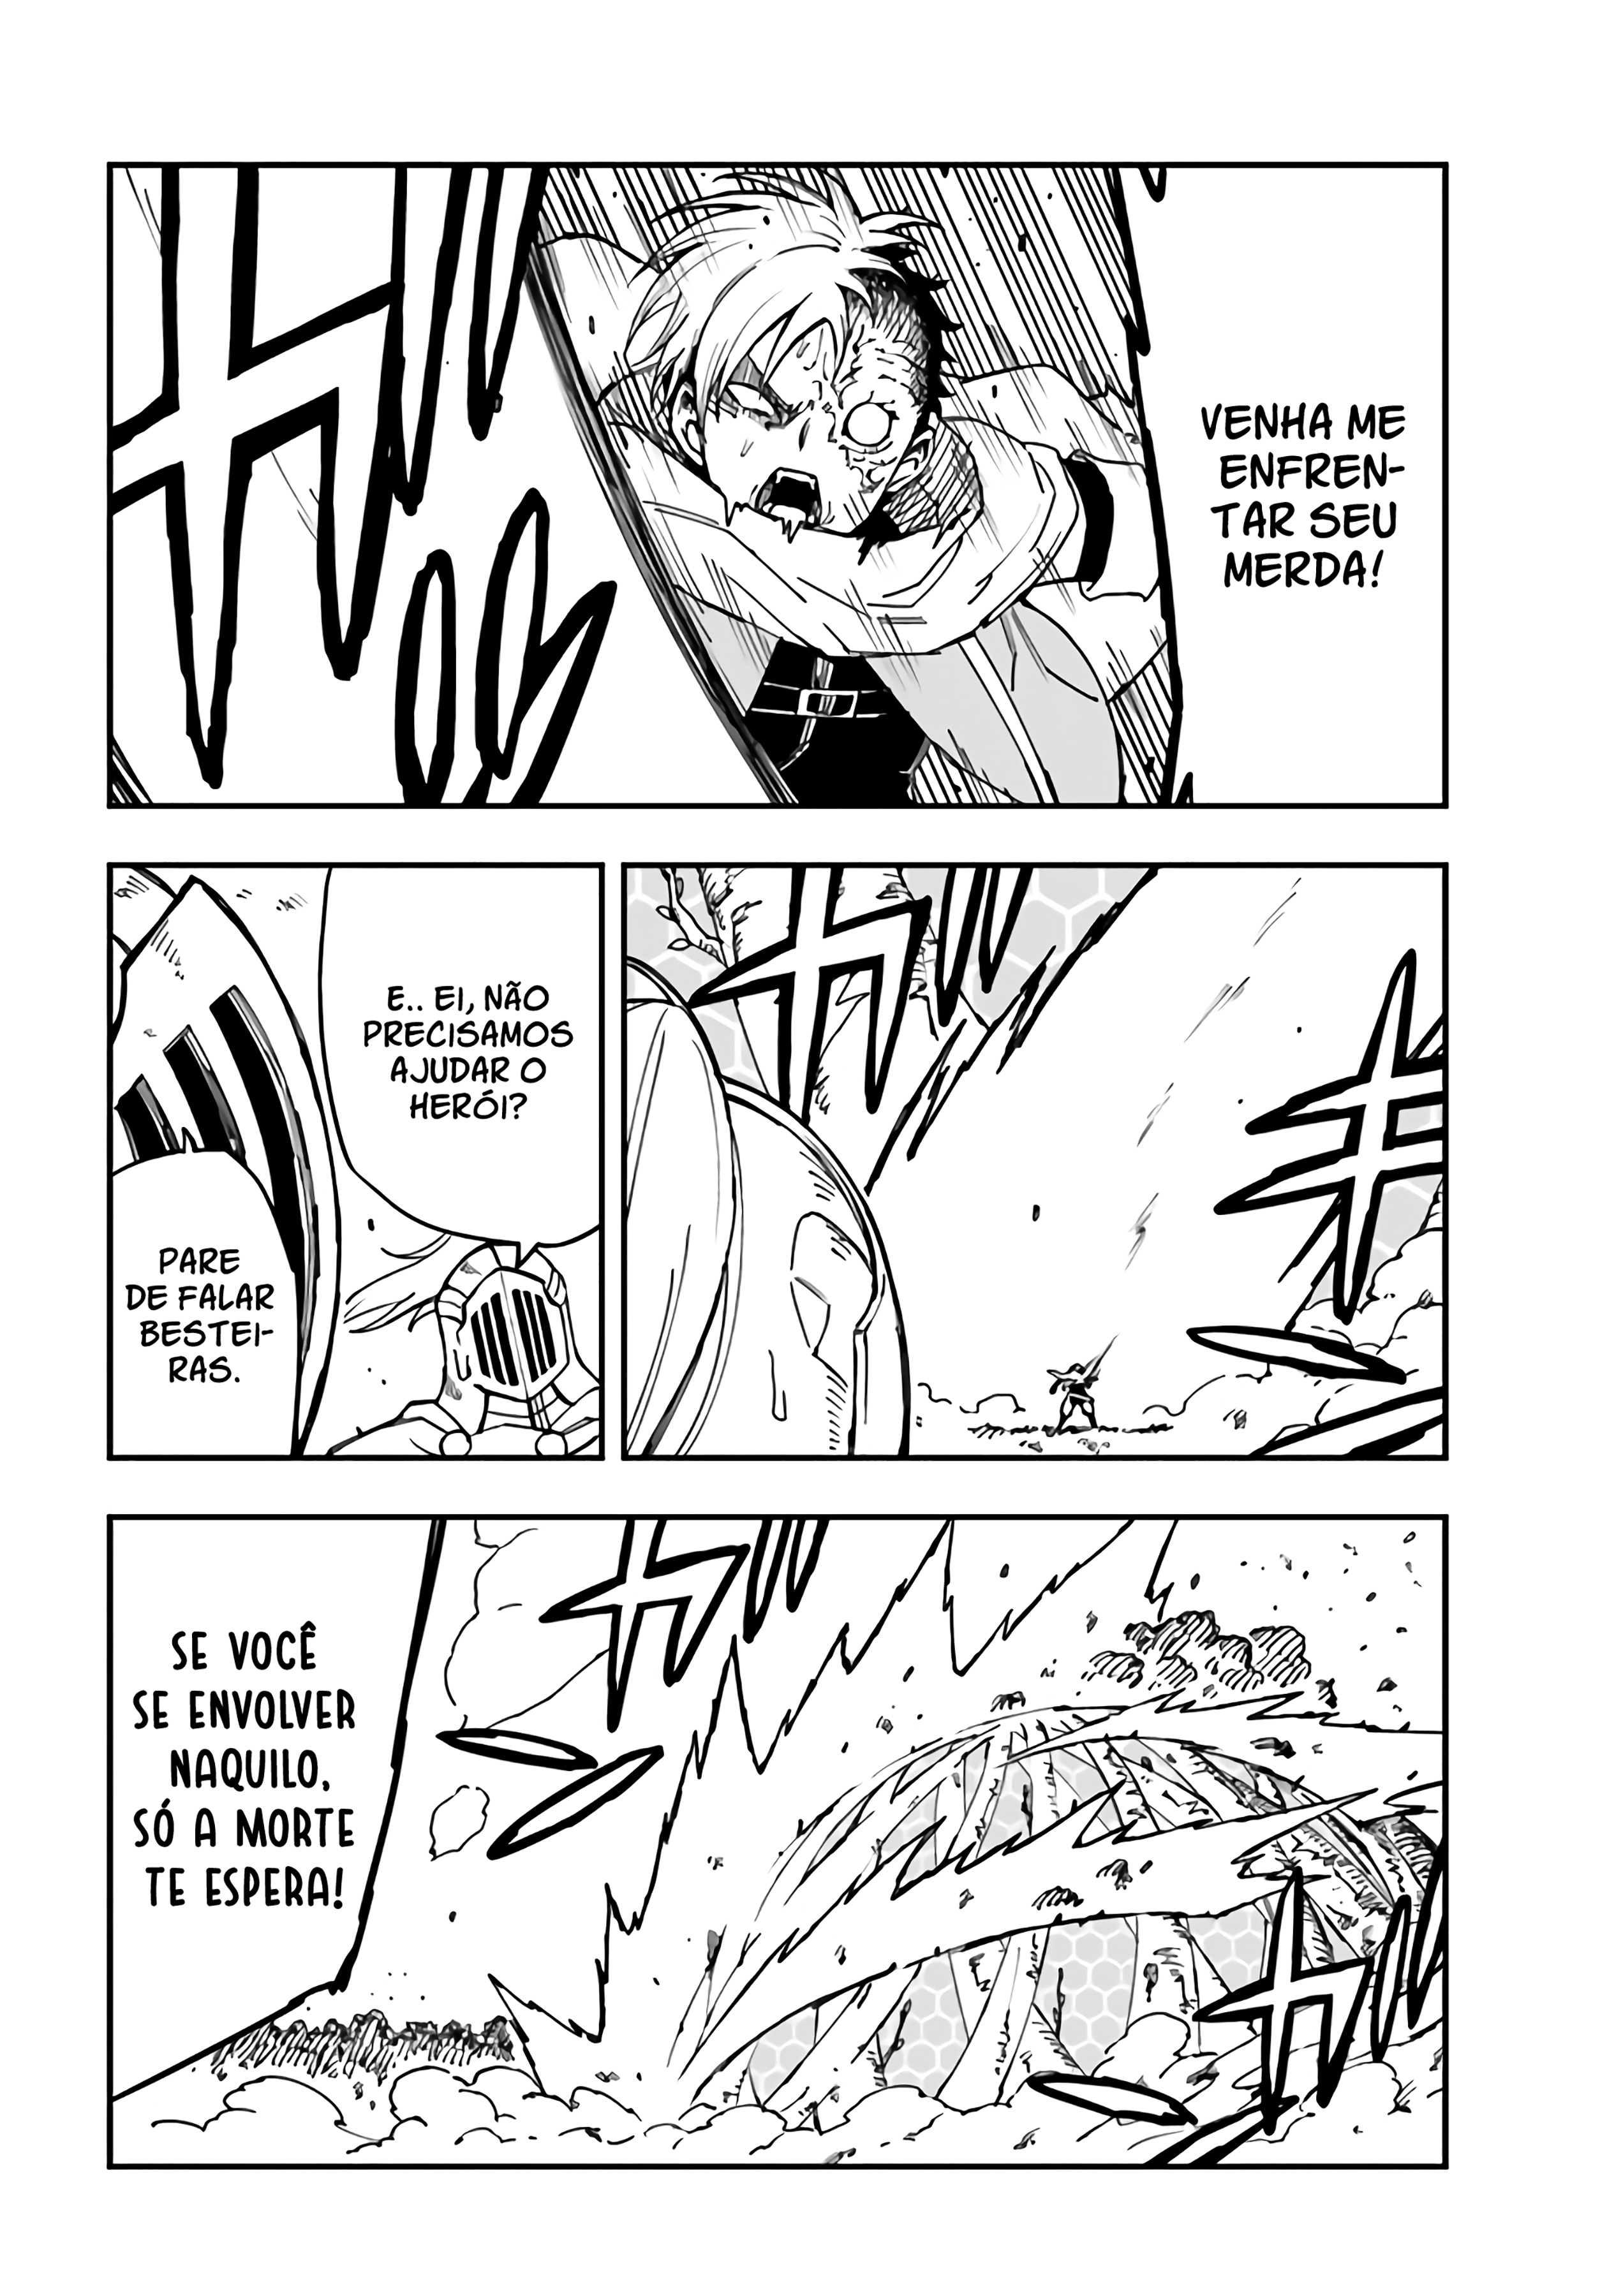 VENHA ME
ENFREN-
TAR SEU
MERDA!
E.. EI, NÃO
PRECISAMOS
AJUDAR O
HERÓI?
PARE
DE FALAR
BESTEI-
RAS.
SE VOCÊ
SE ENVOLVER
NAQUILO,
SÓ A MORTE
TE ESPERA!